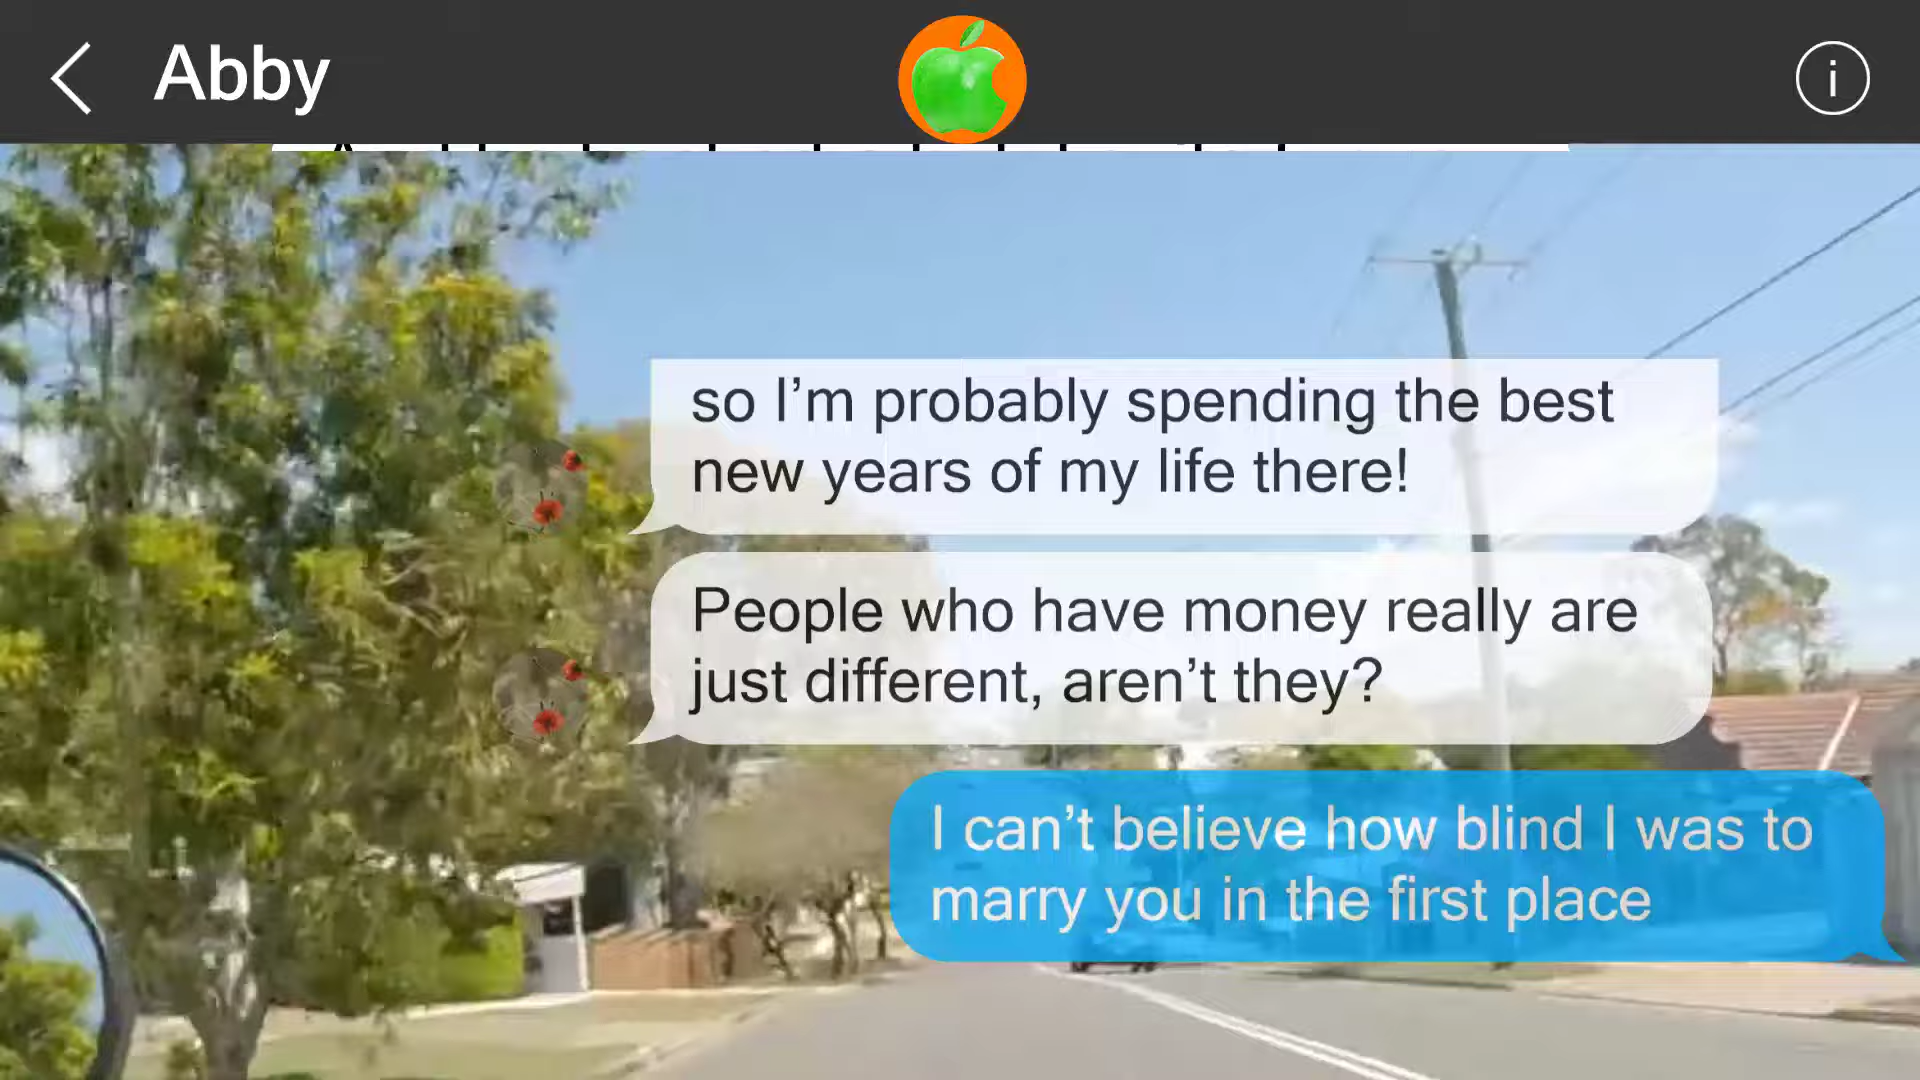 Abby
so I’m probably spending the best
new years of my life there!
People who have money really are
just different, aren’t they?
I can’t believe how blind I was to
marry you in the first place